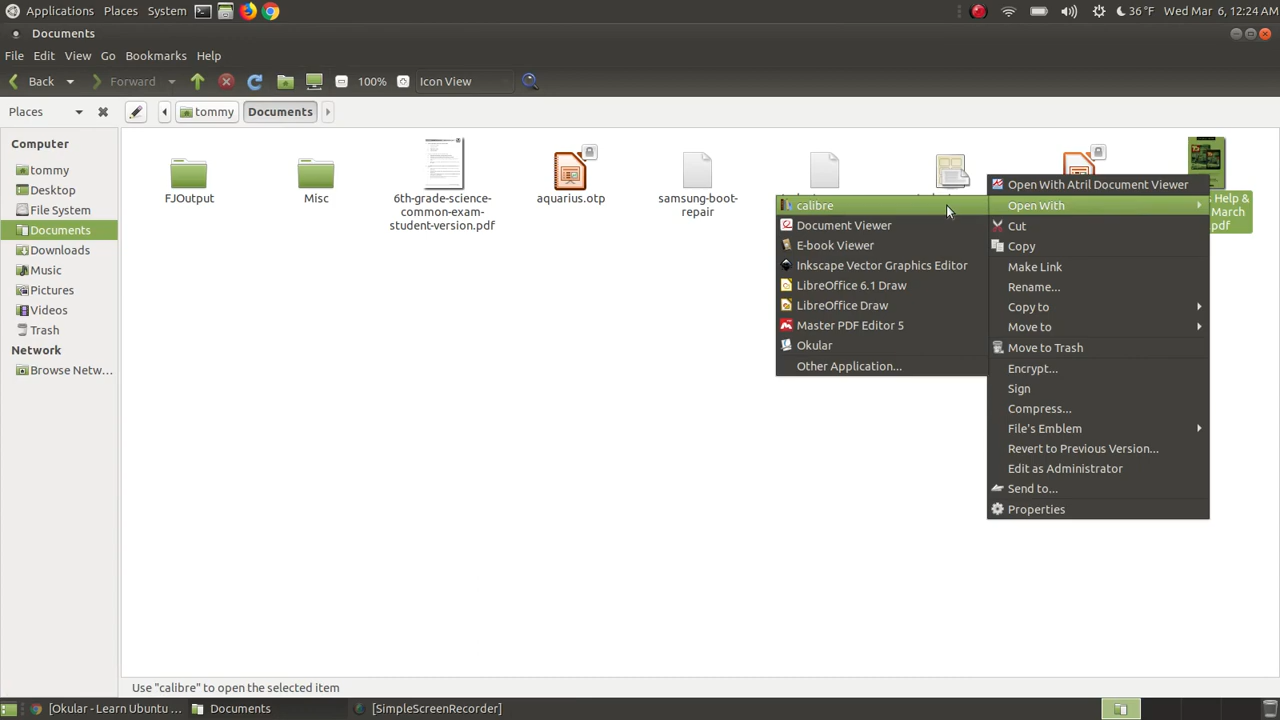 Applications Places System 36 °F Wed Mar 6, 12:24 AM
Documents
File Edit View Go Bookmarks Help
Back Forward 100% Icon View
Places tommy Documents
Computer
tommy
Desktop
File System
Documents
Downloads
Music
Pictures
Videos
Trash
Network
Browse Netw...
FJOutput
Misc
6th-grade-science-
common-exam-
student-version.pdf
aquarius.otp
samsung-boot-
repair
s Help &
March
pdf
calibre
Document Viewer
E-book Viewer
Inkscape Vector Graphics Editor
LibreOffice 6.1 Draw
LibreOffice Draw
Master PDF Editor 5
Okular
Other Application...
Open With Atril Document Viewer
Open With
Cut
Copy
Make Link
Rename...
Copy to
Move to
Move to Trash
Encrypt...
Sign
Compress...
File's Emblem
Revert to Previous Version...
Edit as Administrator
Send to...
Properties
Use "calibre" to open the selected item
[Okular - Learn Ubuntu ... Documents [SimpleScreenRecorder]